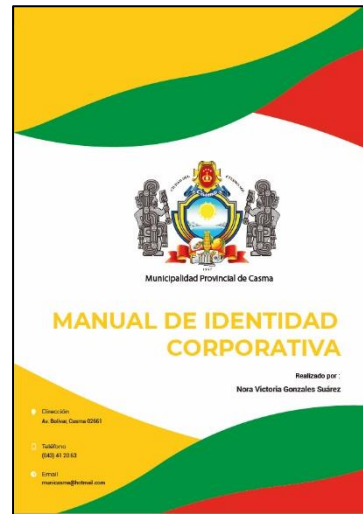 Municipalidad Provincial de Casma
MANUAL DE IDENTIDAD
CORPORATIVA
Realizado por :
Nora Victoria Gonzales Suárez
Dirección
Av. Bolivar, Casma 02661
Teléfono
(043) 41 20 63
Email
municasma@hotmail.com